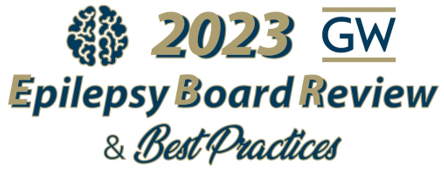 2023 GW
Epilepsy Board Review
& Best Practices